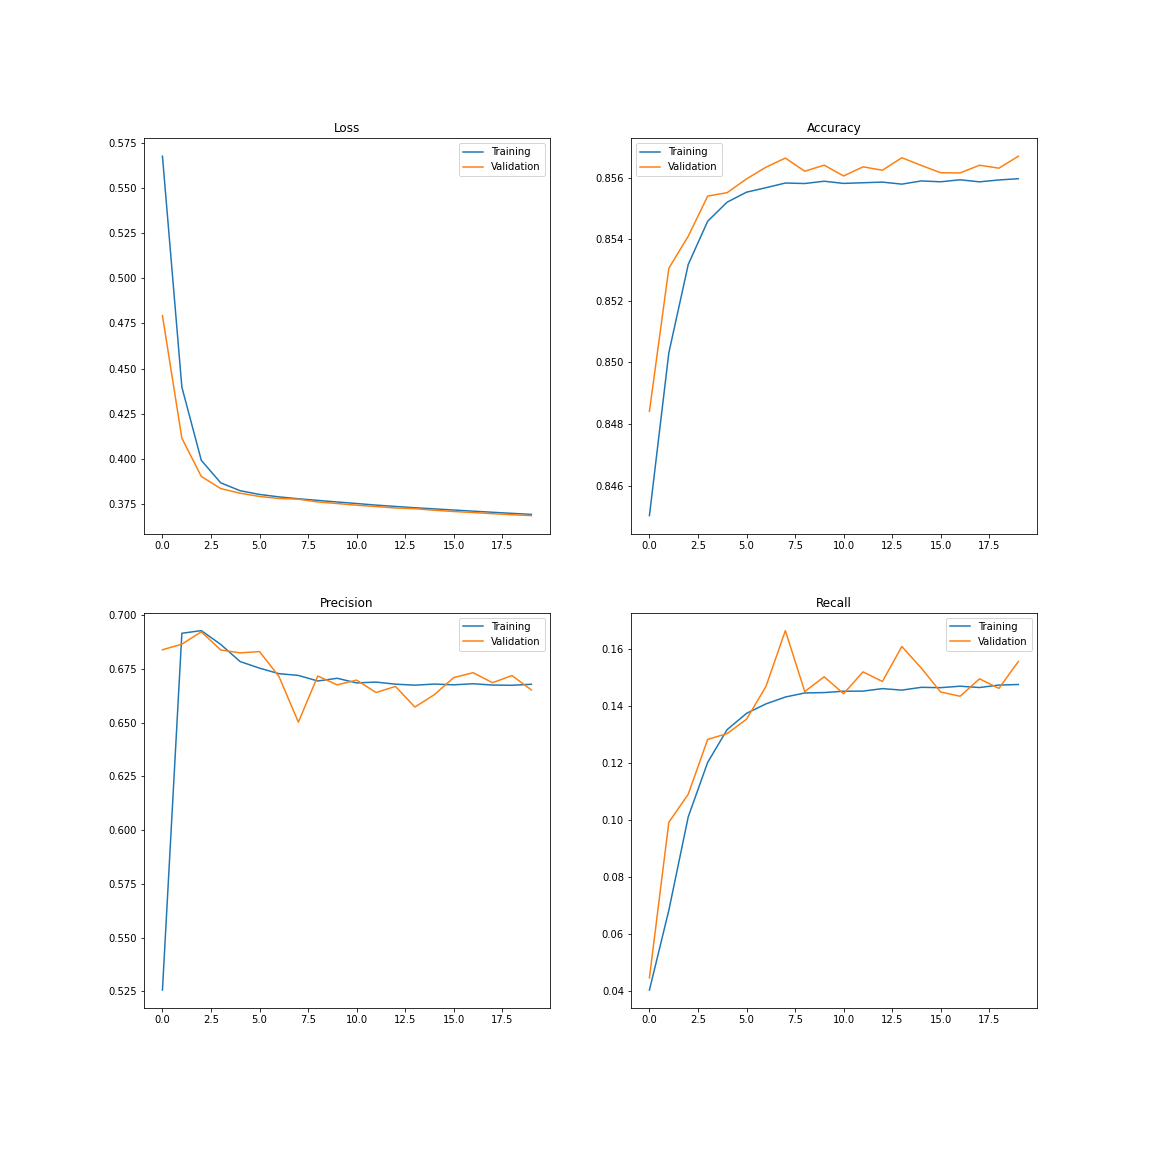 Loss
0.575
0.550
0.525
0.500
0.475
0.450
0.425
0.400
0.375
0.0 2.5 5.0 7.5 10.0 12.5 15.0 17.5
Training
Validation
Accuracy
0.856
0.854
0.852
0.850
0.848
0.846
0.0 2.5 5.0 7.5 10.0 12.5 15.0 17.5
Training
Validation
Precision
0.700
0.675
0.650
0.625
0.600
0.575
0.550
0.525
0.0 2.5 5.0 7.5 10.0 12.5 15.0 17.5
Training
Validation
Recall
0.16
0.14
0.12
0.10
0.08
0.06
0.04
0.0 2.5 5.0 7.5 10.0 12.5 15.0 17.5
Training
Validation